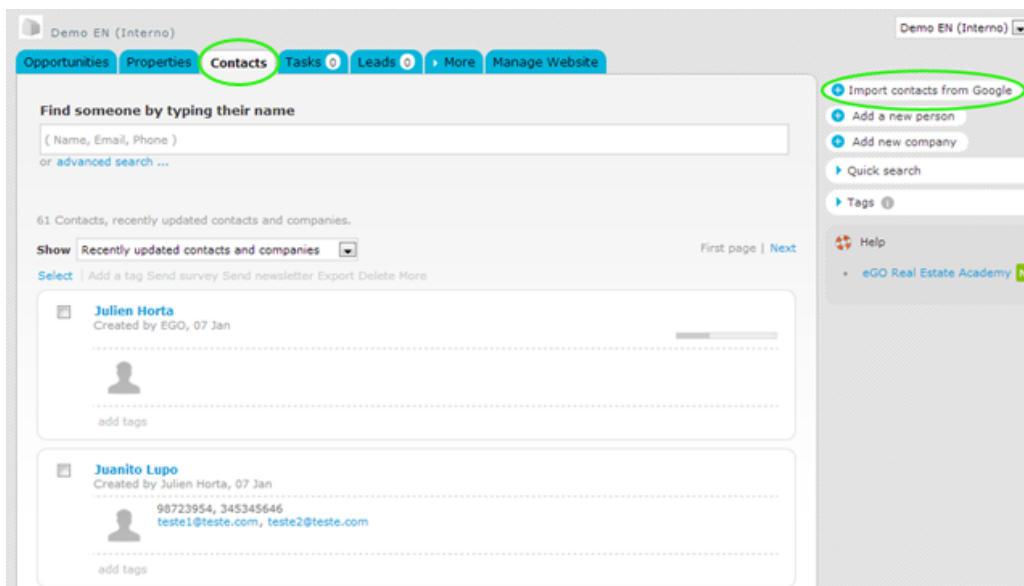 Demo EN (Interno)
Demo EN (Interno)
Opportunities Properties Contacts Tasks 0 Leads 0 More Manage Website
Find someone by typing their name
( Name, Email, Phone )
or advanced search ...
61 Contacts, recently updated contacts and companies.
Show Recently updated contacts and companies First page | Next
Select | Add a tag Send survey Send newsletter Export Delete More
Julien Horta
Created by EGO, 07 Jan
add tags
Juanito Lupo
Created by Julien Horta, 07 Jan
98723954, 345345646
teste1@teste.com, teste2@teste.com
add tags
Import contacts from Google
Add a new person
Add new company
Quick search
Tags
Help
eGO Real Estate Academy